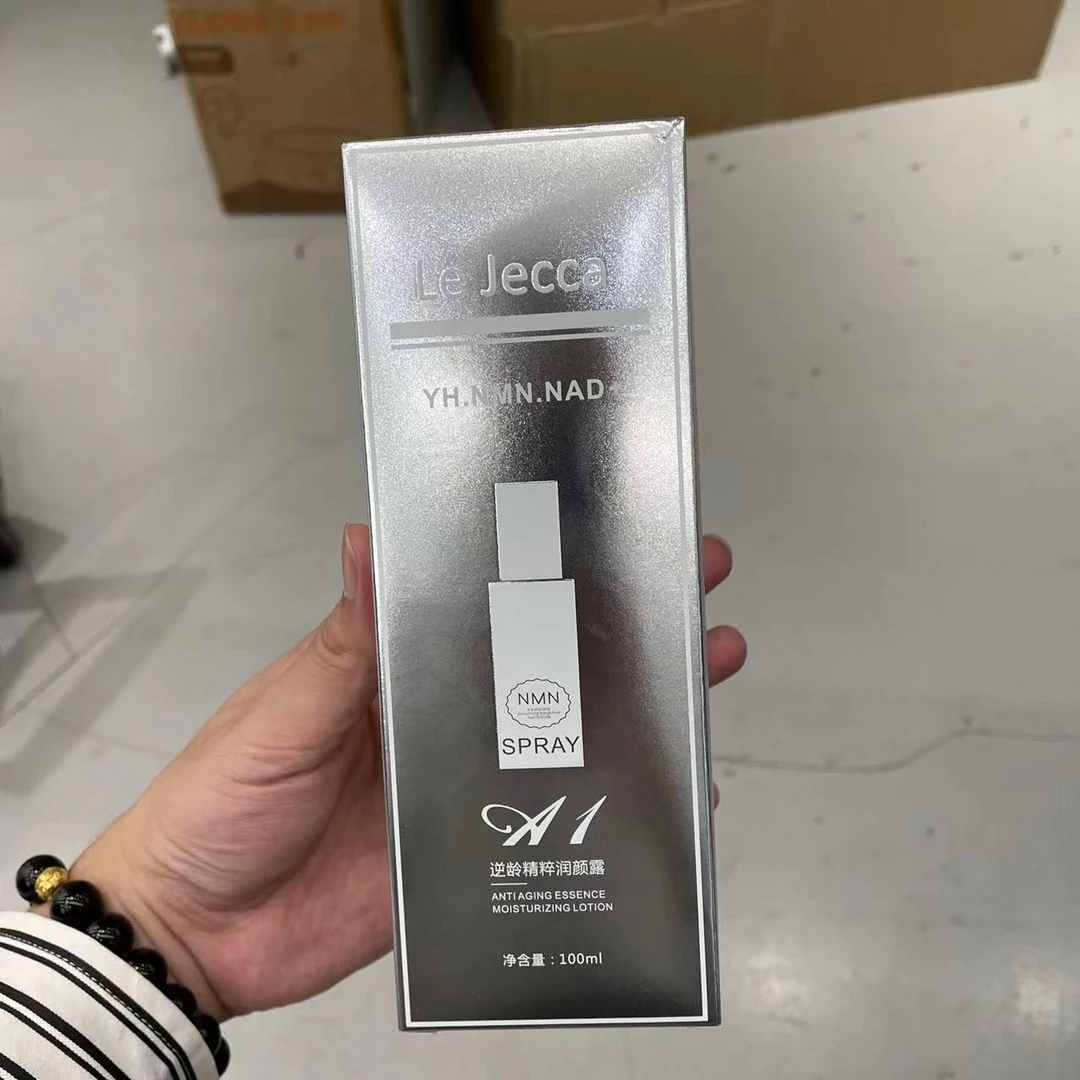 Le Jecca
YH.NMN.NAD+
NMN
SPRAY
A1
逆龄精粹润颜露
ANTI AGING ESSENCE
MOISTURIZING LOTION
净含量：100ml